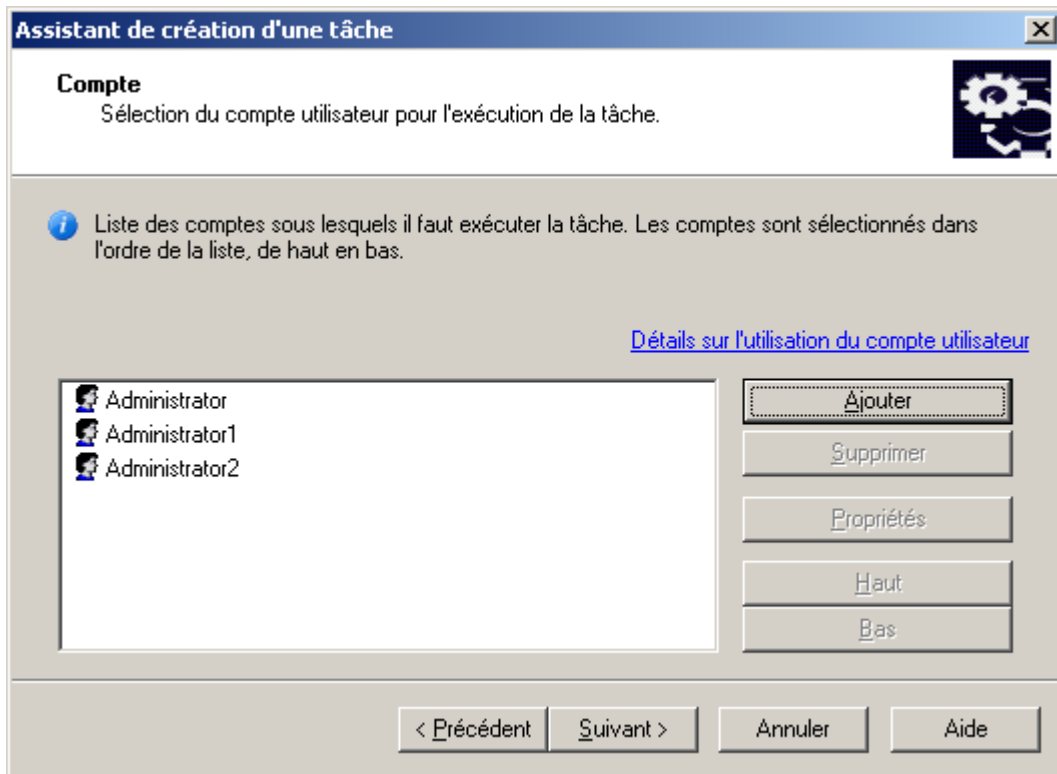 Assistant de création d'une tâche
Compte
Sélection du compte utilisateur pour l'exécution de la tâche.
Liste des comptes sous lesquels il faut exécuter la tâche. Les comptes sont sélectionnés dans
l'ordre de la liste, de haut en bas.
Détails sur l'utilisation du compte utilisateur
Administrator
Administrator1
Administrator2
Ajouter
Supprimer
Propriétés
Haut
Bas
< Précédent
Suivant >
Annuler
Aide